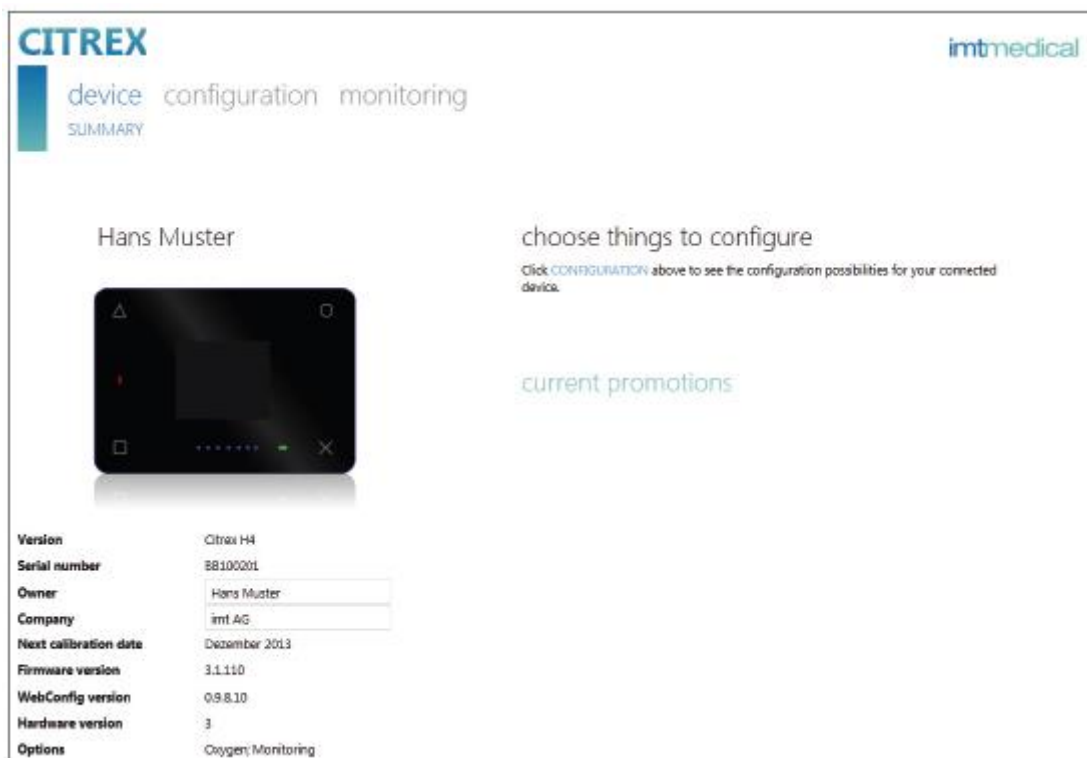 CITREX
imtmedical
device configuration monitoring
SUMMARY
Hans Muster
choose things to configure
Click CONFIGURATION above to see the configuration possibilities for your connected
device.
current promotions
Version Citrex H4
Serial number BB100201
Owner Hans Muster
Company imt AG
Next calibration date Dezember 2013
Firmware version 3.1.110
WebConfig version 0.9.8.10
Hardware version 3
Options Oxygen; Monitoring